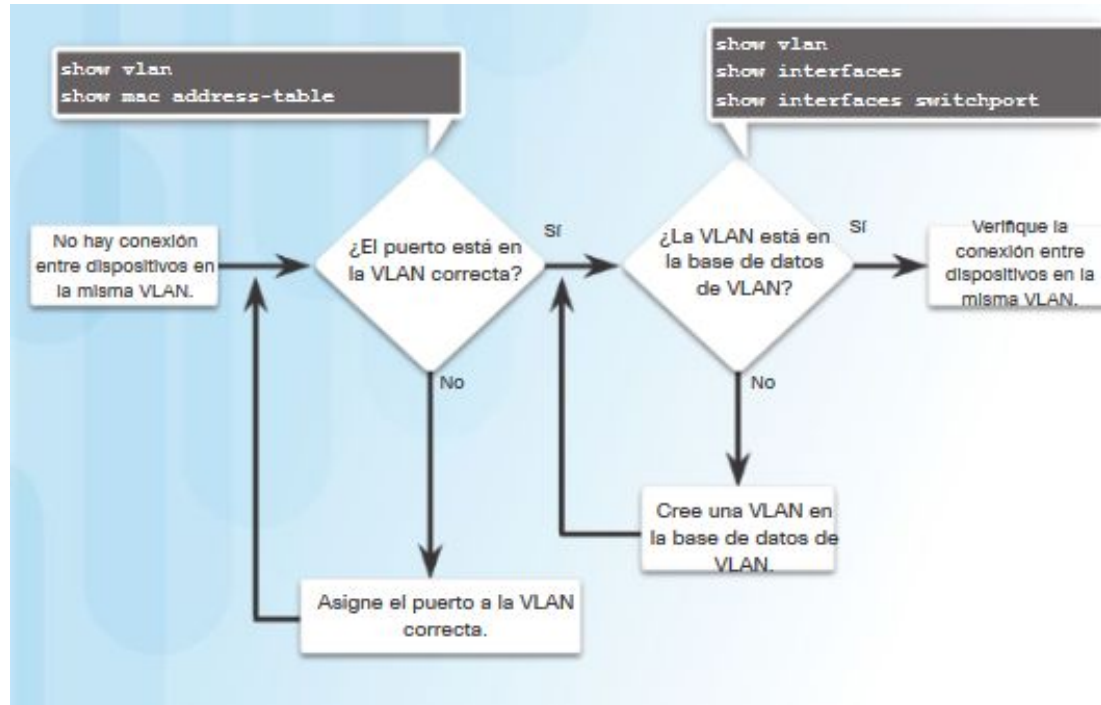 show vlan
show mac address-table
show vlan
show interfaces
show interfaces switchport
No hay conexión
entre dispositivos en
la misma VLAN.
¿El puerto está en
la VLAN correcta?
Sí
¿La VLAN está en
la base de datos
de VLAN?
Sí
Verifique la
conexión entre
dispositivos en la
misma VLAN.
No
No
Cree una VLAN en
la base de datos de
VLAN.
Asigne el puerto a la VLAN
correcta.